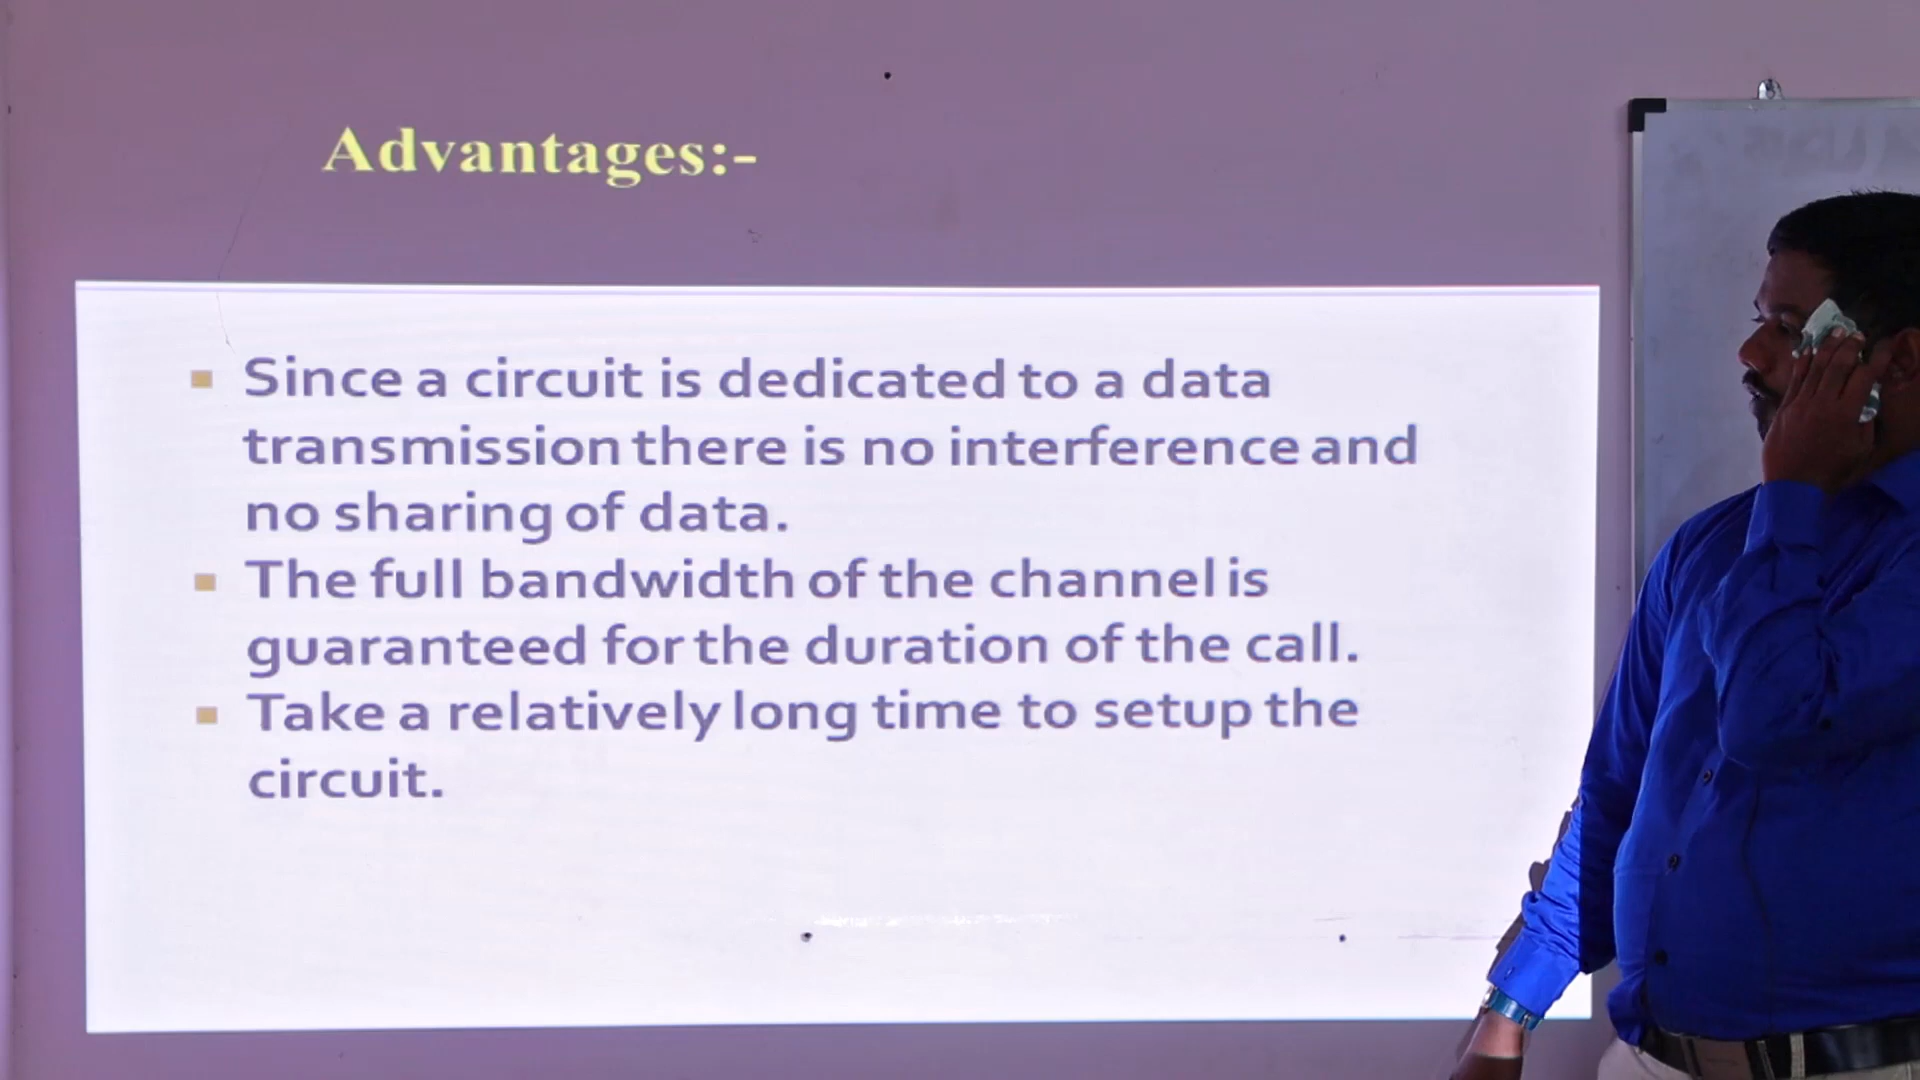 Advantages:-
Since a circuit is dedicated to a data
transmission there is no interference and
no sharing of data.
The full bandwidth of the channel is
guaranteed for the duration of the call.
Take a relatively long time to setup the
circuit.